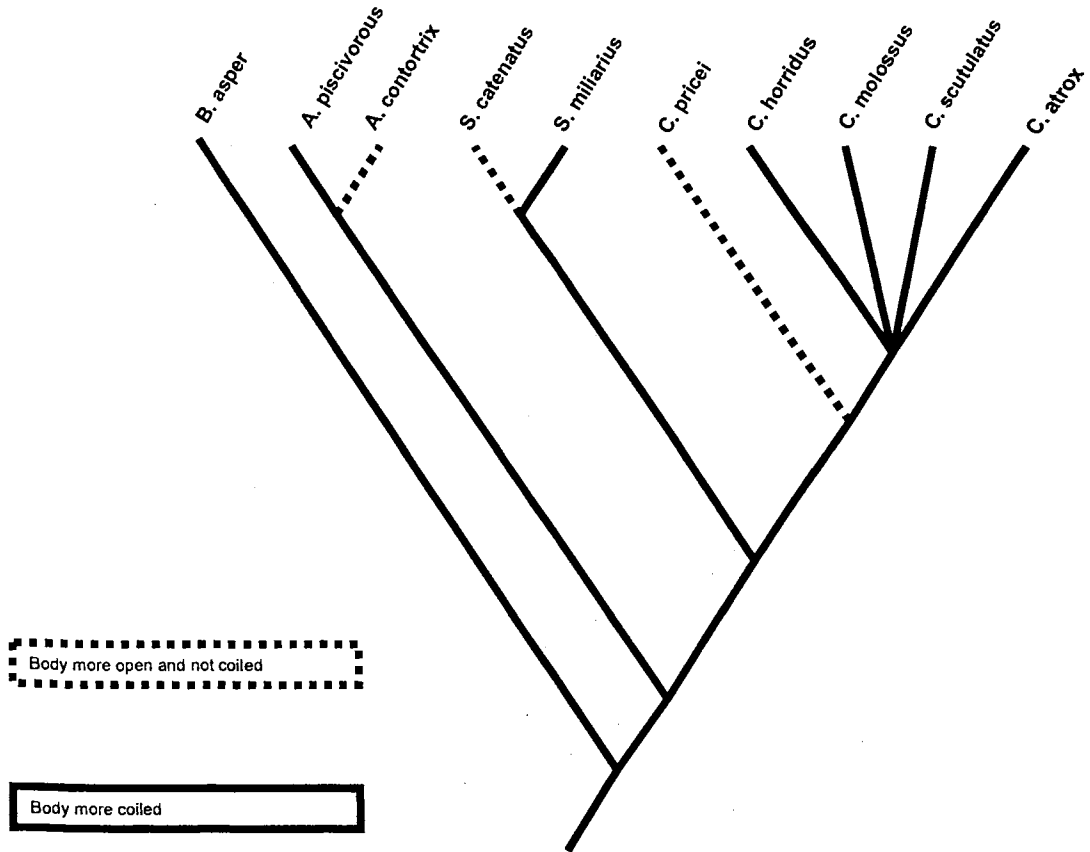 B. asper
A. piscivorous
A. contortrix
S. catenatus
S. miliarius
C. pricei
C. horridus
C. molossus
C. scutulatus
C. atrox
Body more open and not coiled
Body more coiled